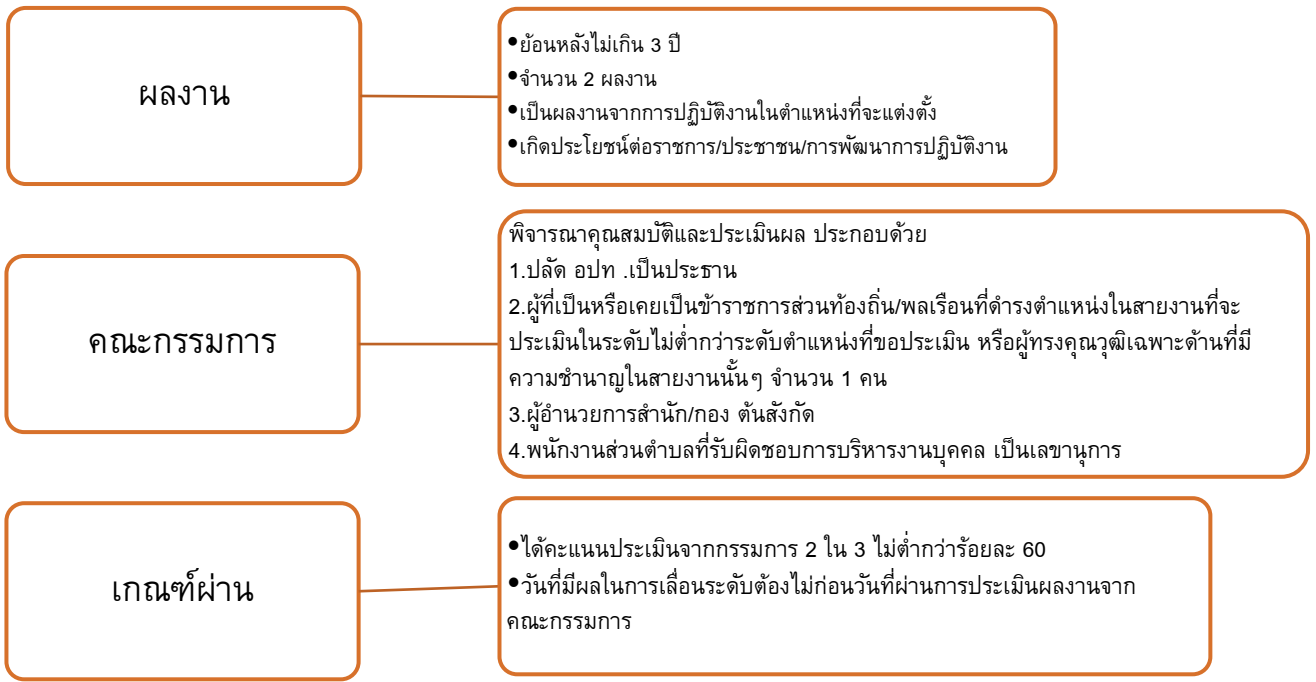 ผลงาน
•ย้อนหลังไม่เกิน 3 ปี
•จำนวน 2 ผลงาน
•เป็นผลงานจากการปฏิบัติงานในตำแหน่งที่จะแต่งตั้ง
•เกิดประโยชน์ต่อราชการ/ประชาชน/การพัฒนาการปฏิบัติงาน
คณะกรรมการ
พิจารณาคุณสมบัติและประเมินผล ประกอบด้วย
1.ปลัด อปท .เป็นประธาน
2.ผู้ที่เป็นหรือเคยเป็นข้าราชการส่วนท้องถิ่น/พลเรือนที่ดำรงตำแหน่งในสายงานที่จะ
ประเมินในระดับไม่ต่ำกว่าระดับตำแหน่งที่ขอประเมิน หรือผู้ทรงคุณวุฒิเฉพาะด้านที่มี
ความชำนาญในสายงานนั้นๆ จำนวน 1 คน
3.ผู้อำนวยการสำนัก/กอง ต้นสังกัด
4.พนักงานส่วนตำบลที่รับผิดชอบการบริหารงานบุคคล เป็นเลขานุการ
เกณฑ์ผ่าน
•ได้คะแนนประเมินจากกรรมการ 2 ใน 3 ไม่ต่ำกว่าร้อยละ 60
•วันที่มีผลในการเลื่อนระดับต้องไม่ก่อนวันที่ผ่านการประเมินผลงานจาก
คณะกรรมการ